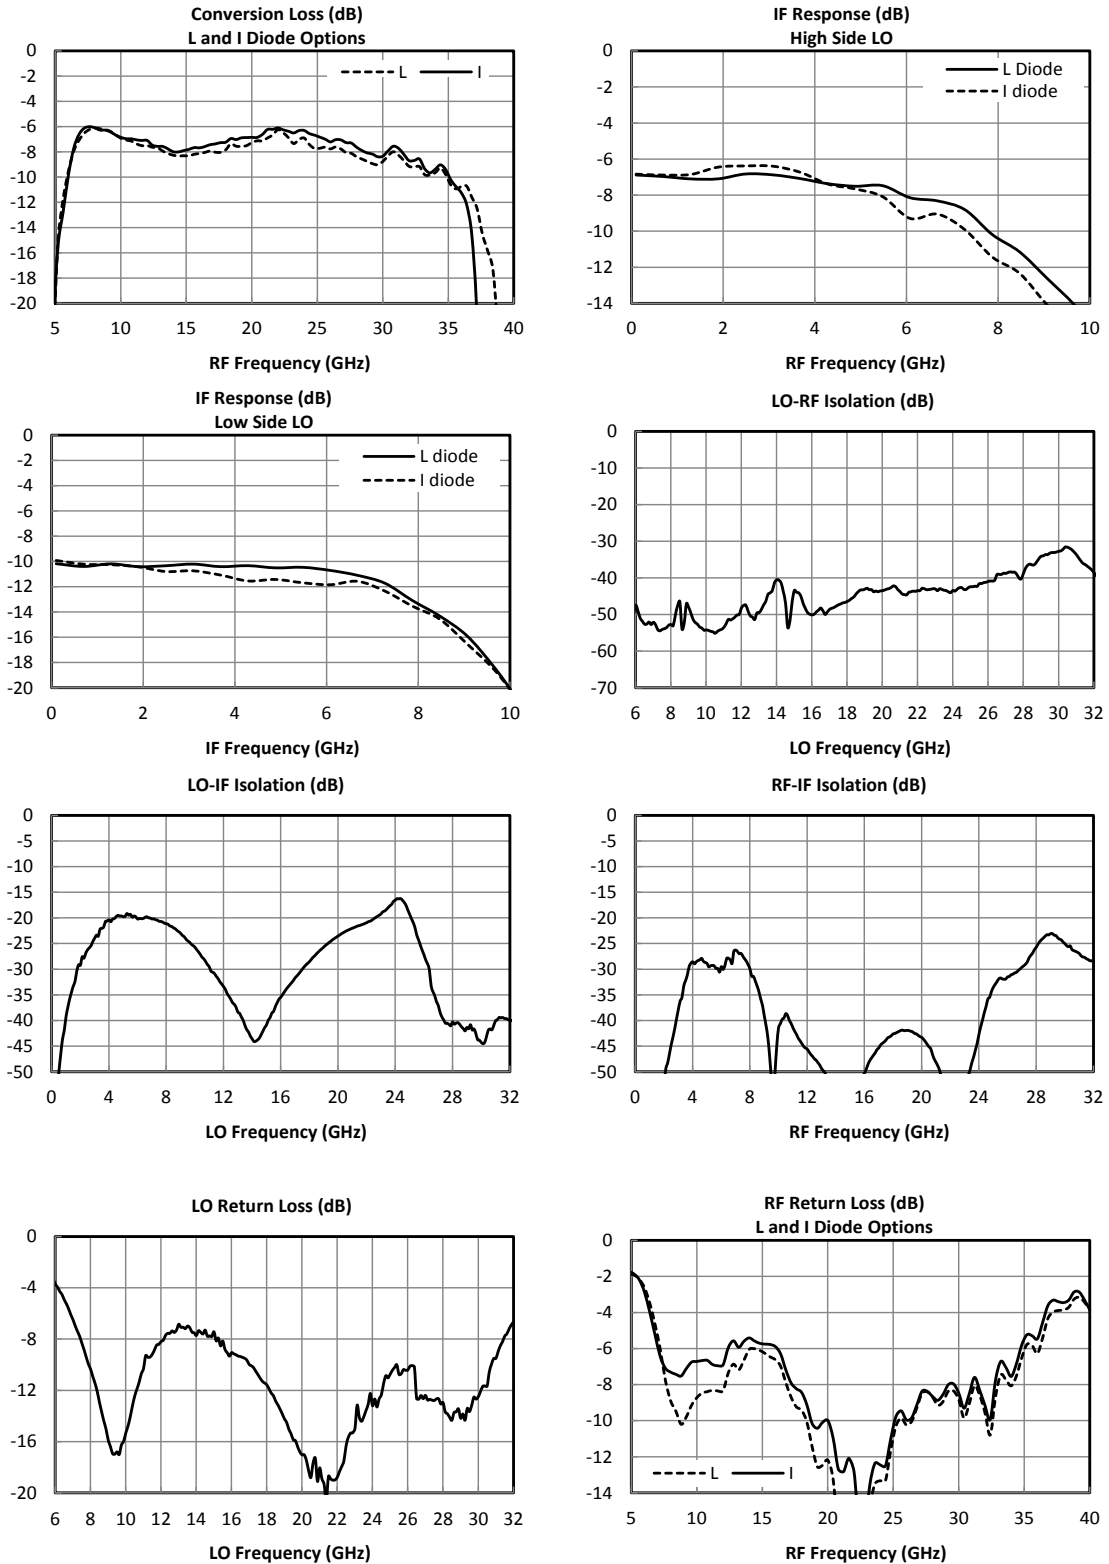 Conversion Loss (dB)
L and I Diode Options
0
-2
-4
-6
-8
-10
-12
-14
-16
-18
-20
L I
5 10 15 20 25 30 35 40
RF Frequency (GHz)
IF Response (dB)
High Side LO
0
-2
-4
-6
-8
-10
-12
-14
L Diode
I diode
0 2 4 6 8 10
RF Frequency (GHz)
IF Response (dB)
Low Side LO
0
-2
-4
-6
-8
-10
-12
-14
-16
-18
-20
L diode
I diode
0 2 4 6 8 10
IF Frequency (GHz)
LO-RF Isolation (dB)
0
-10
-20
-30
-40
-50
-60
-70
6 8 10 12 14 16 18 20 22 24 26 28 30 32
LO Frequency (GHz)
LO-IF Isolation (dB)
0
-5
-10
-15
-20
-25
-30
-35
-40
-45
-50
0 4 8 12 16 20 24 28 32
LO Frequency (GHz)
RF-IF Isolation (dB)
0
-5
-10
-15
-20
-25
-30
-35
-40
-45
-50
0 4 8 12 16 20 24 28 32
RF Frequency (GHz)
LO Return Loss (dB)
0
-4
-8
-12
-16
-20
6 8 10 12 14 16 18 20 22 24 26 28 30 32
LO Frequency (GHz)
RF Return Loss (dB)
L and I Diode Options
0
-2
-4
-6
-8
-10
-12
-14
L I
5 10 15 20 25 30 35 40
RF Frequency (GHz)